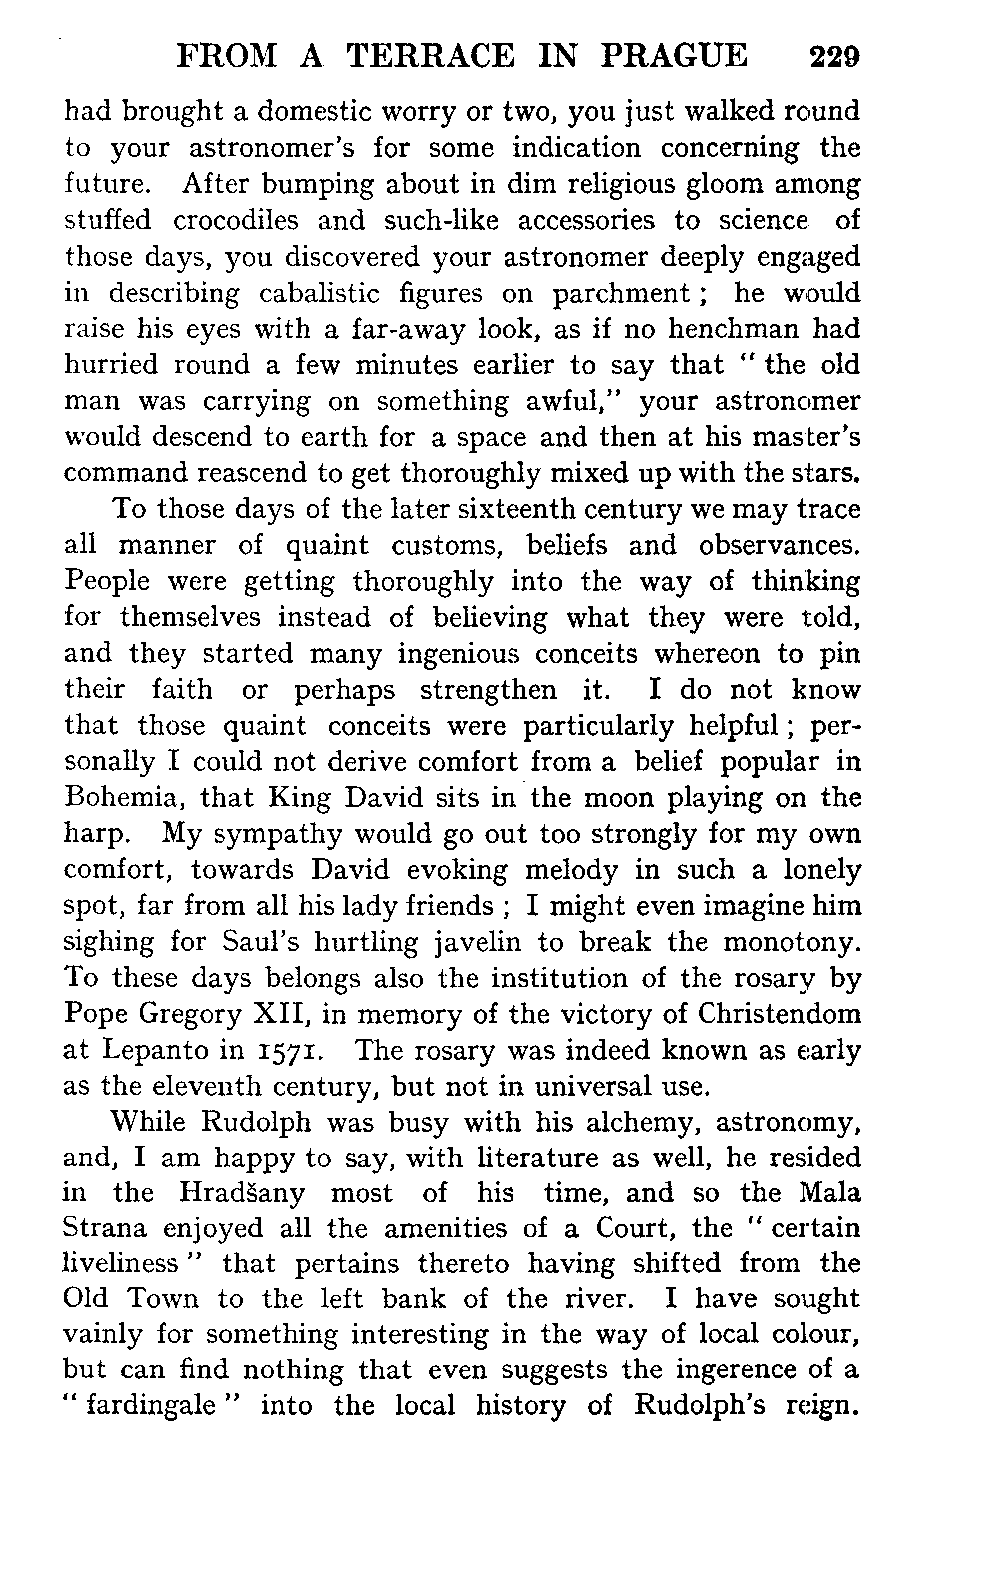 FROM A TERRACE IN PRAGUE 229
had brought a domestic worry or two, you just walked round
to your astronomer's for some indication concerning the
future. After bumping about in dim religious gloom among
stuffed crocodiles and such-like accessories to science of
those days, you discovered your astronomer deeply engaged
in describing cabalistic figures on parchment ; he would
raise his eyes with a far-away look, as if no henchman had
hurried round a few minutes earlier to say that " the old
man was carrying on something awful," your astronomer
would descend to earth for a space and then at his master's
command reascend to get thoroughly mixed up with the stars.
To those days of the later sixteenth century we may trace
all manner of quaint customs, beliefs and observances.
People were getting thoroughly into the way of thinking
for themselves instead of believing what they were told,
and they started many ingenious conceits whereon to pin
their faith or perhaps strengthen it. I do not know
that those quaint conceits were particularly helpful ; per-
sonally I could not derive comfort from a belief popular in
Bohemia, that King David sits in the moon playing on the
harp. My sympathy would go out too strongly for my own
comfort, towards David evoking melody in such a lonely
spot, far from all his lady friends ; I might even imagine him
sighing for Saul's hurtling javelin to break the monotony.
To these days belongs also the institution of the rosary by
Pope Gregory XII, in memory of the victory of Christendom
at Lepanto in 1571. The rosary was indeed known as early
as the eleventh century, but not in universal use.
While Rudolph was busy with his alchemy, astronomy,
and, I am happy to say, with literature as well, he resided
in the Hradšany most of his time, and so the Mala
Strana enjoyed all the amenities of a Court, the " certain
liveliness " that pertains thereto having shifted from the
Old Town to the left bank of the river. I have sought
vainly for something interesting in the way of local colour,
but can find nothing that even suggests the ingerence of a
" fardingale " into the local history of Rudolph's reign.